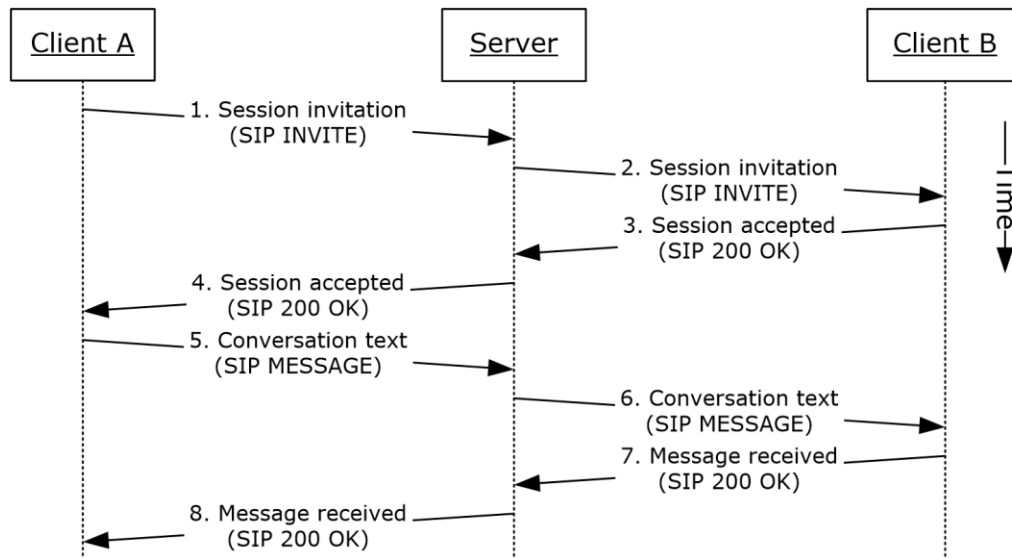 Client A
Server
Client B
1. Session invitation
(SIP INVITE)
2. Session invitation
(SIP INVITE)
Time
3. Session accepted
(SIP 200 OK)
4. Session accepted
(SIP 200 OK)
5. Conversation text
(SIP MESSAGE)
6. Conversation text
(SIP MESSAGE)
7. Message received
(SIP 200 OK)
8. Message received
(SIP 200 OK)